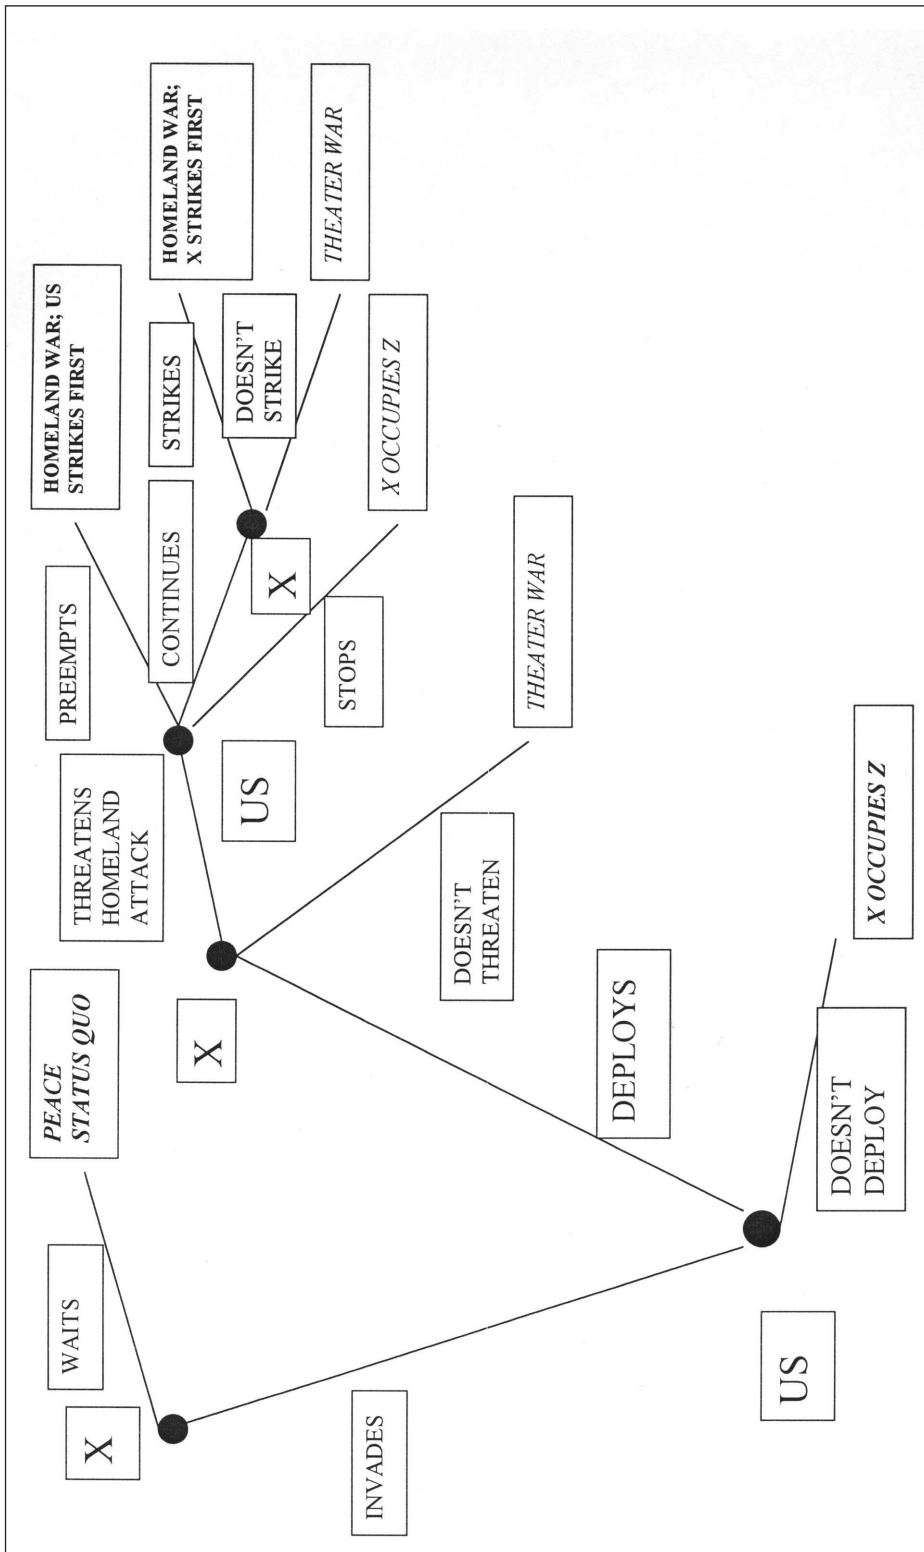 X
WAITS
PEACE
STATUS QUO
INVADES
US
DOESN'T
DEPLOY
X OCCUPIES Z
DEPLOYS
X
DOESN'T
THREATEN
THEATER WAR
THREATENS
HOMELAND
ATTACK
US
PREEMPTS
HOMELAND WAR; US
STRIKES FIRST
CONTINUES
STOPS
X OCCUPIES Z
X
STRIKES
HOMELAND WAR;
X STRIKES FIRST
DOESN'T
STRIKE
THEATER WAR